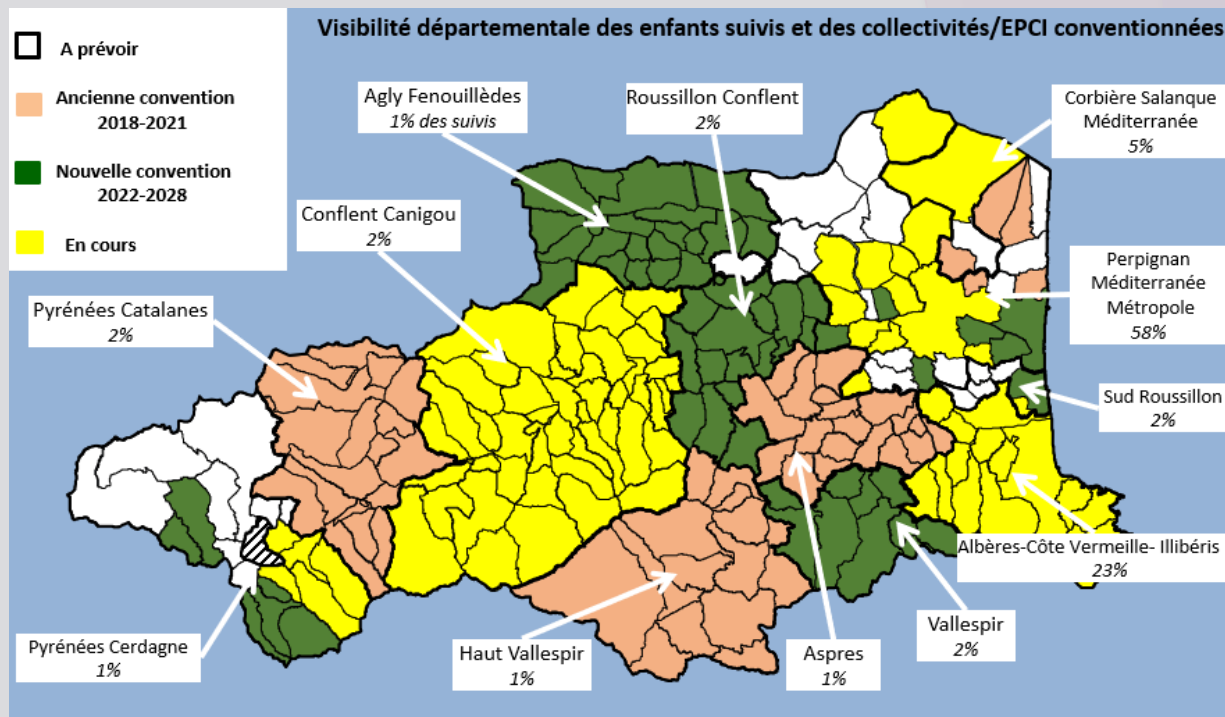 Visibilité départementale des enfants suivis et des collectivités/EPCI conventionnées
A prévoir
Ancienne convention
2018-2021
Nouvelle convention
2022-2028
En cours
Agly Fenouillèdes
1% des suivis
Roussillon Conflent
2%
Corbière Salanque
Méditerranée
5%
Conflent Canigou
2%
Perpignan
Méditerranée
Métropole
58%
Pyrénées Catalanes
2%
Sud Roussillon
2%
Albères-Côte Vermeille- Illibéris
23%
Pyrénées Cerdagne
1%
Haut Vallespir
1%
Aspres
1%
Vallespir
2%